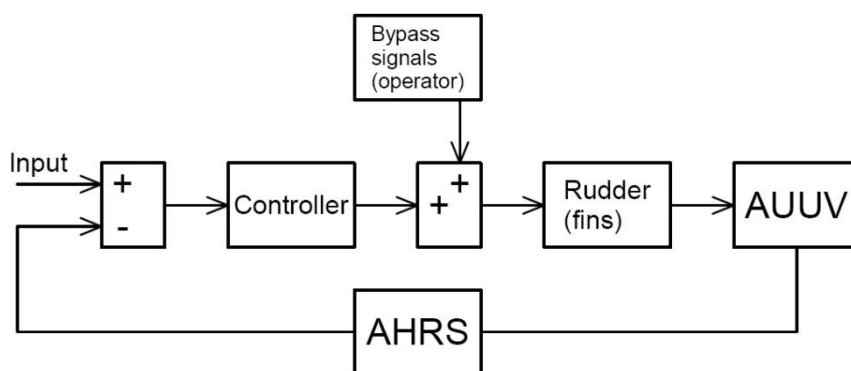 Bypass
signals
(operator)
Input
+
-
Controller
+
+
Rudder
(fins)
AUUV
AHRS